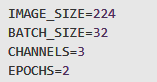 IMAGE_SIZE=224
BATCH_SIZE=32
CHANNELS=3
EPOCHS=2